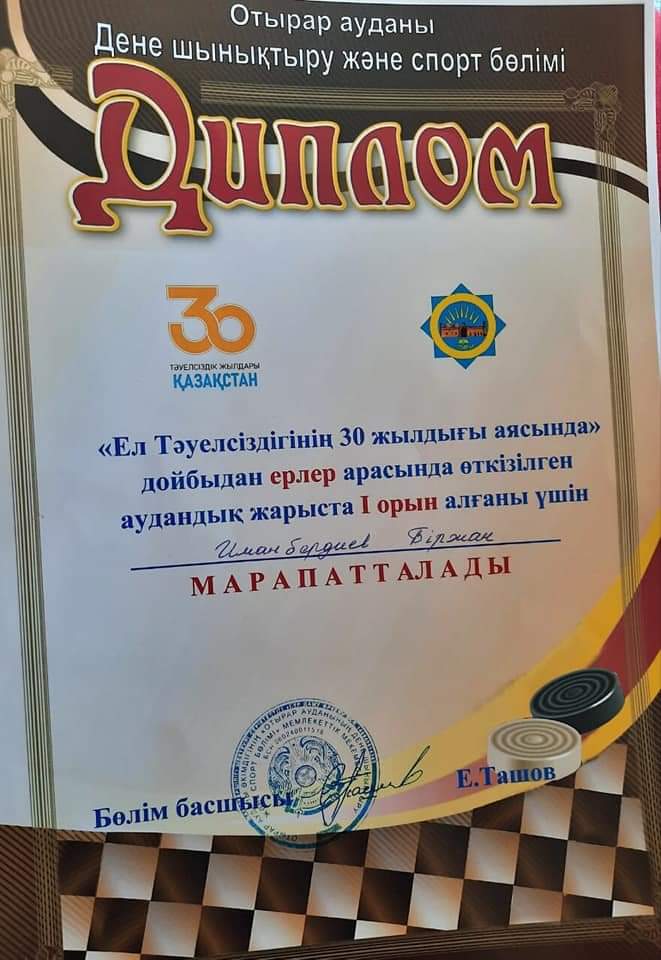 Отырар ауданы
Дене шынықтыру және спорт бөлімі
Диплом
30
ТӘУЕЛСІЗДІК ЖЫЛДАРЫ
ҚАЗАҚСТАН
«Ел Тәуелсіздігінің 30 жылдығы аясында»
дойбыдан ерлер арасында өткізілген
аудандық жарыста І орын алғаны үшін
Иманбердиев Біржан
МАРАПАТТАЛАДЫ
Бөлім басшысы
Е.Ташов